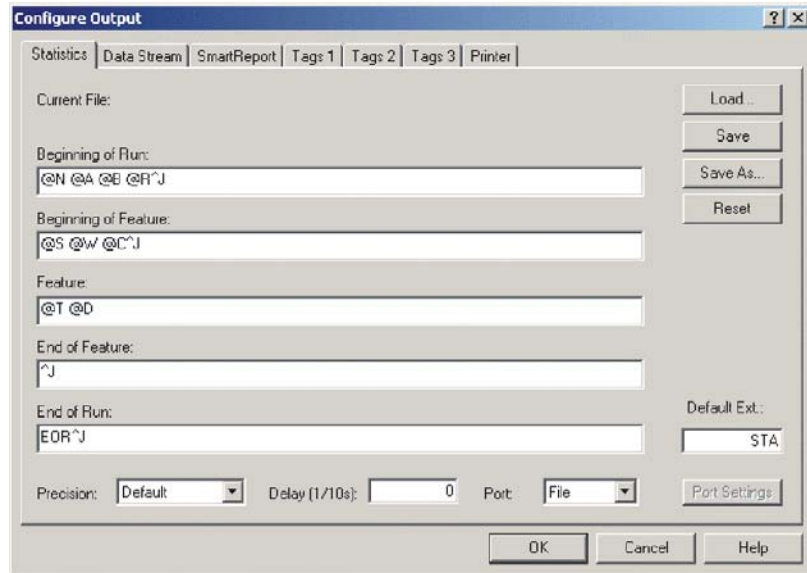 Configure Output
Statistics Data Stream SmartReport Tags 1 Tags 2 Tags 3 Printer
Current File:
Load...
Save
Beginning of Run:
@N @A @B @R^J
Save As...
Beginning of Feature:
Reset
@S @W @C^J
Feature:
@T @D
End of Feature:
^J
End of Run:
Default Ext.:
EOR^J
STA
Precision: Default Delay (1/10s): 0 Port: File Port Settings
OK Cancel Help